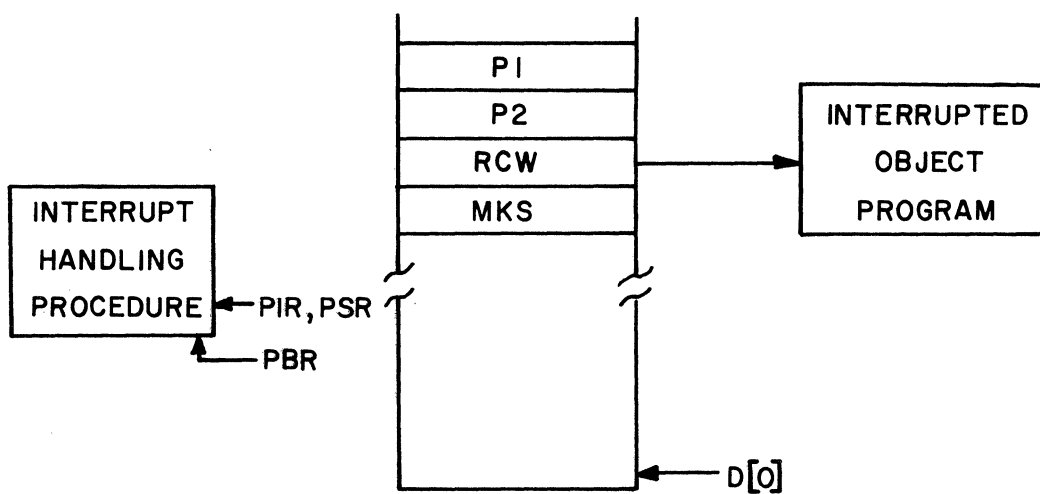 P1
P2
RCW
MKS
INTERRUPTED
OBJECT
PROGRAM
INTERRUPT
HANDLING
PROCEDURE
PIR, PSR
PBR
D[0]